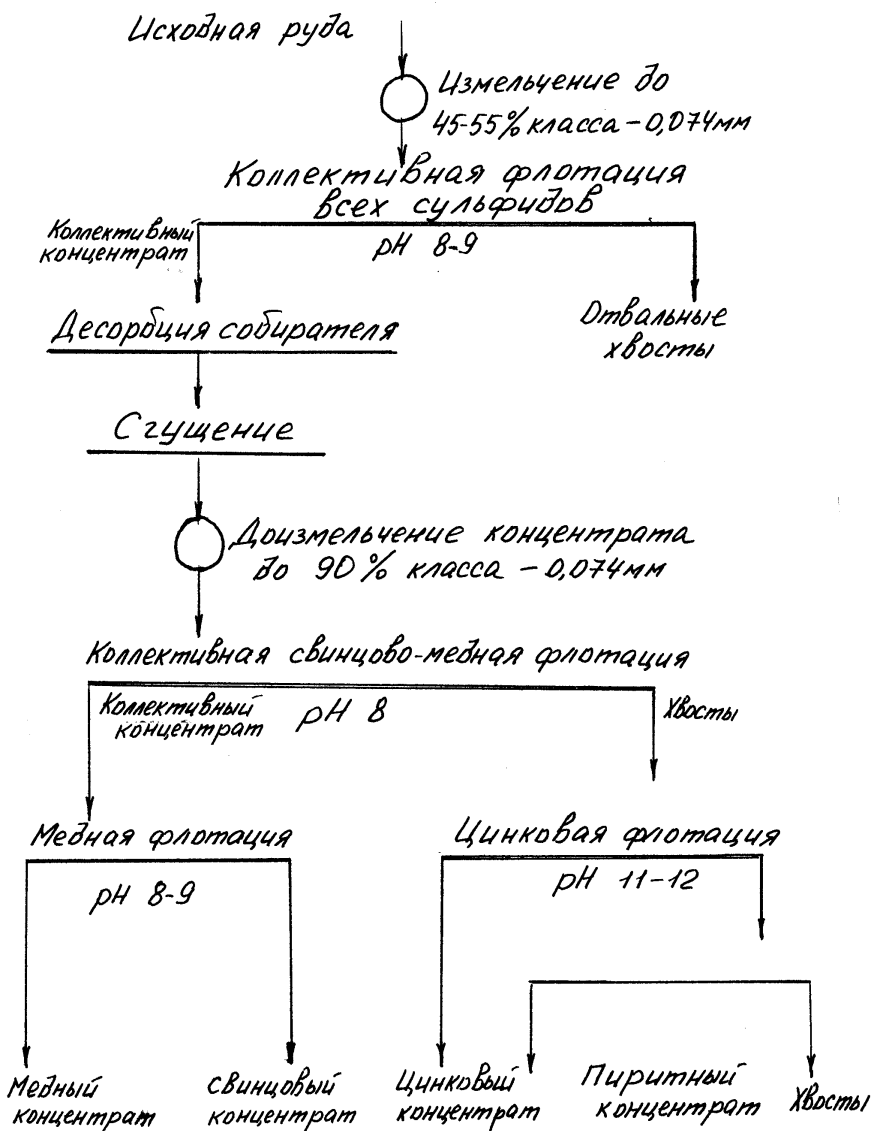 Исходная руда
Измельчение до
45-55% класса -0,074мм
Коллективная флотация
всех сульфидов
Коллективный
концентрат
pH 8-9
Десорбция собирателя
Отвальные
хвосты
Сгущение
Доизмельчение концентрата
до 90% класса -0,074мм
Коллективная свинцово-медная флотация
Коллективный
концентрат
pH 8
Хвосты
Медная флотация
Цинковая флотация
pH 8-9
pH 11-12
Медный
концентрат
свинцовый
концентрат
Цинковый
концентрат
Пиритный
концентрат
Хвосты